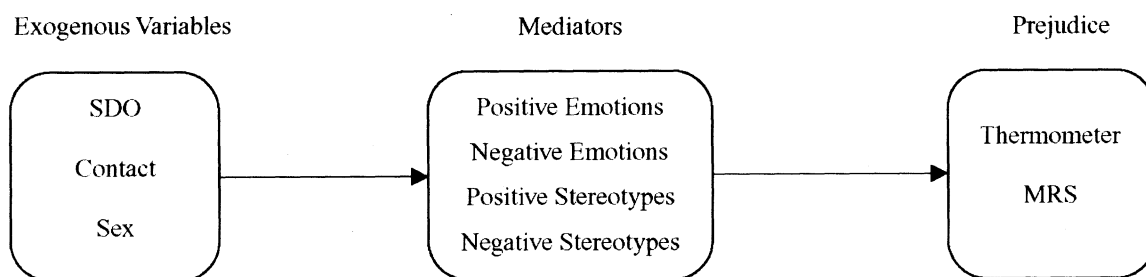 Exogenous Variables
Mediators
Prejudice
SDO
Contact
Sex
Positive Emotions
Negative Emotions
Positive Stereotypes
Negative Stereotypes
Thermometer
MRS